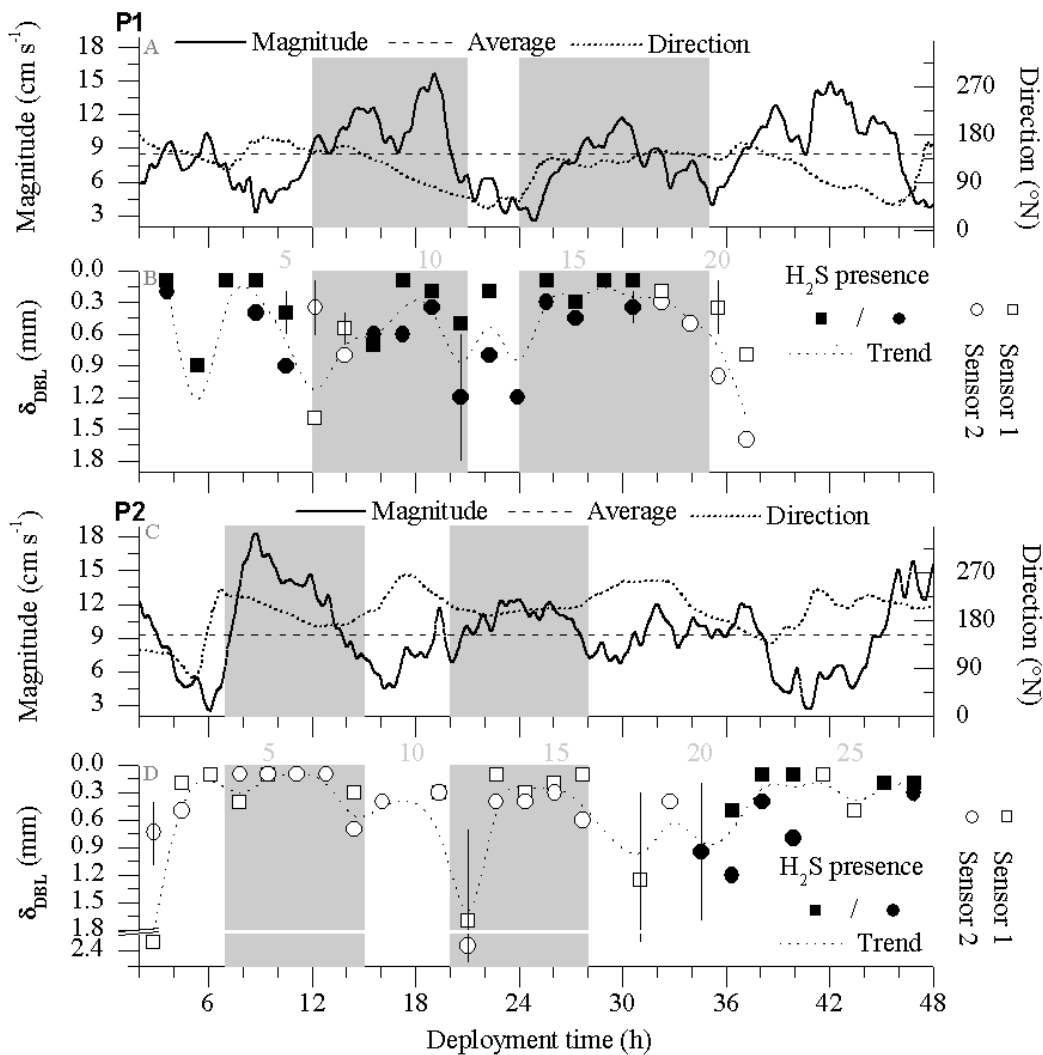 P1
A
Magnitude
Average
Direction
18
15
12
9
6
3
Magnitude (cm s⁻¹)
270
180
90
0
Direction (°N)
B
5
10
15
20
0.0
0.3
0.6
0.9
1.2
1.5
1.8
δDBL (mm)
H₂S presence
/
Trend
Sensor 1
Sensor 2
P2
C
Magnitude
Average
Direction
18
15
12
9
6
3
Magnitude (cm s⁻¹)
270
180
90
0
Direction (°N)
D
5
10
15
20
25
0.0
0.3
0.6
0.9
1.2
1.5
1.8
2.4
δDBL (mm)
H₂S presence
/
Trend
Sensor 1
Sensor 2
6 12 18 24 30 36 42 48
Deployment time (h)